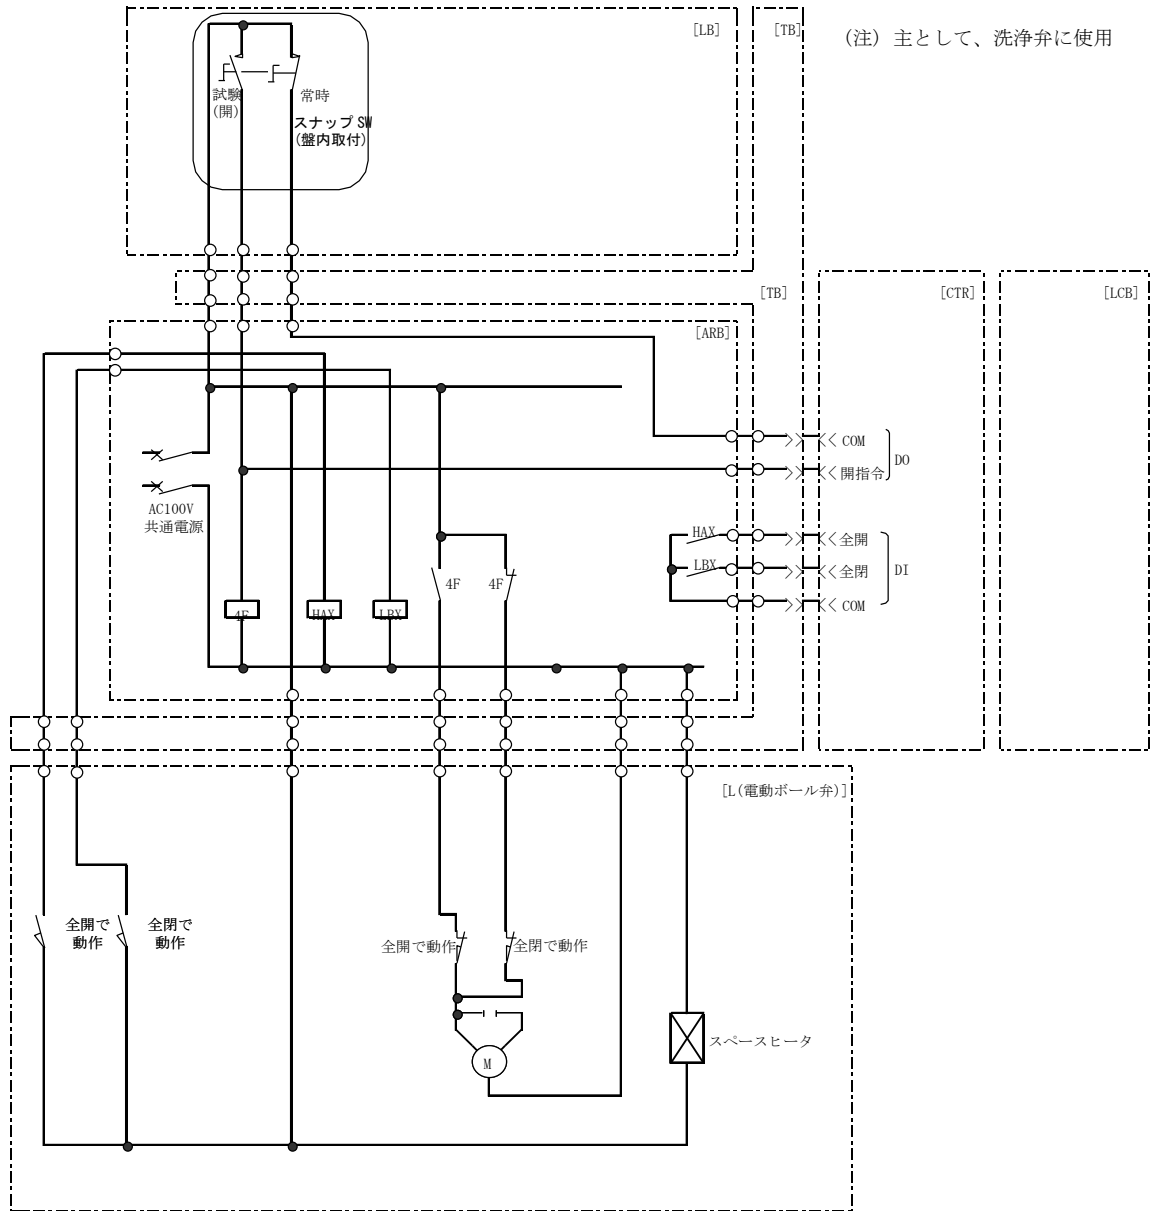 [LB]
[TB]
(注) 主として、洗浄弁に使用
試験
(開)
常時
スナップSW
(盤内取付)
[TB]
[CTR]
[LCB]
[ARB]
COM
開指令
DO
AC100V
共通電源
HAX
全開
LBX
全閉
DI
COM
4F
4F
4F
HAX
LBX
[L(電動ボール弁)]
全開で
動作
全閉で
動作
全開で動作
全閉で動作
M
スペースヒータ